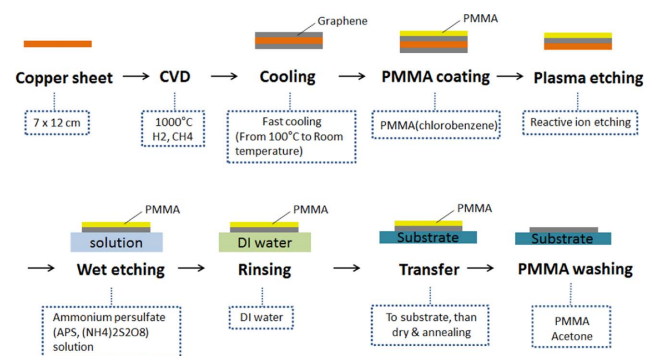 Graphene
PMMA
Copper sheet
CVD
Cooling
PMMA coating
Plasma etching
7 x 12 cm
1000°C
H2, CH4
Fast cooling
(From 100°C to Room
temperature)
PMMA(chlorobenzene)
Reactive ion etching
PMMA
PMMA
PMMA
solution
DI water
Substrate
Substrate
Wet etching
Rinsing
Transfer
PMMA washing
Ammonium persulfate
(APS, (NH4)2S2O8)
solution
DI water
To substrate, than
dry & annealing
PMMA
Acetone